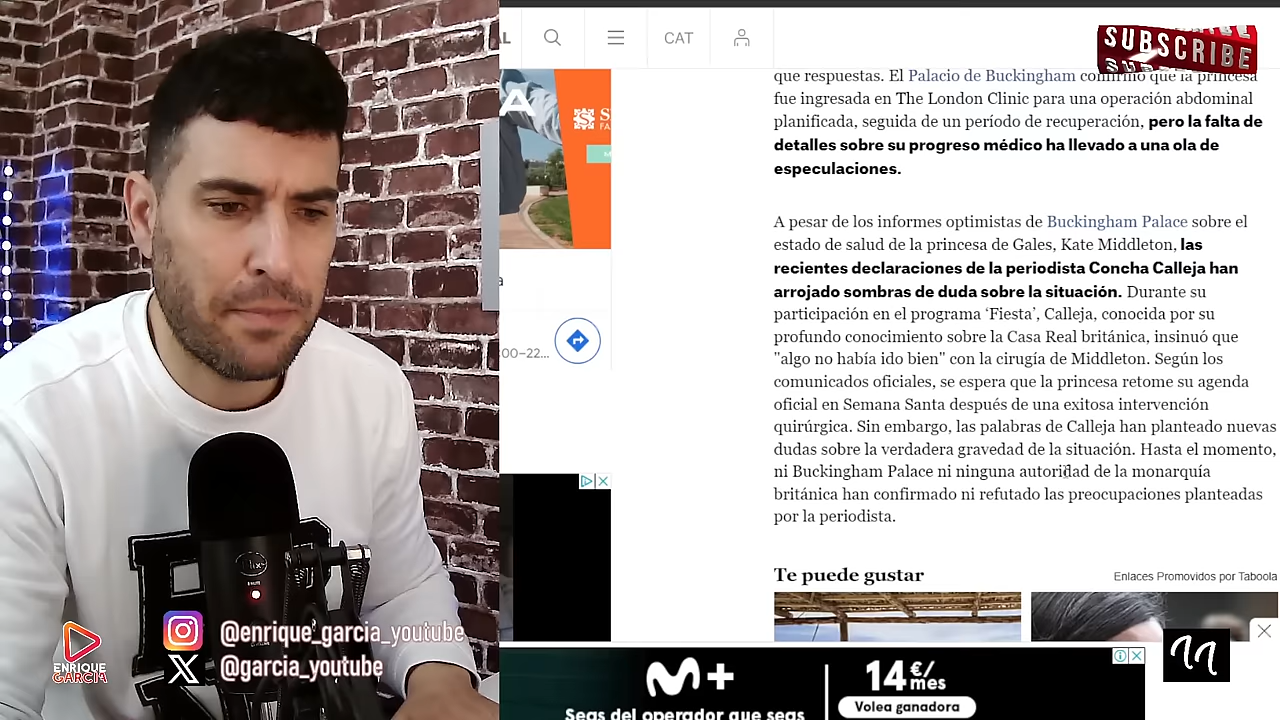 CAT
SUBSCRIBE
que respuestas. El Palacio de Buckingham confirmó que la princesa
fue ingresada en The London Clinic para una operación abdominal
planificada, seguida de un período de recuperación, pero la falta de
detalles sobre su progreso médico ha llevado a una ola de
especulaciones.
A pesar de los informes optimistas de Buckingham Palace sobre el
estado de salud de la princesa de Gales, Kate Middleton, las
recientes declaraciones de la periodista Concha Calleja han
arrojado sombras de duda sobre la situación. Durante su
participación en el programa ‘Fiesta’, Calleja, conocida por su
profundo conocimiento sobre la Casa Real británica, insinuó que
"algo no había ido bien" con la cirugía de Middleton. Según los
comunicados oficiales, se espera que la princesa retome su agenda
oficial en Semana Santa después de una exitosa intervención
quirúrgica. Sin embargo, las palabras de Calleja han planteado nuevas
dudas sobre la verdadera gravedad de la situación. Hasta el momento,
ni Buckingham Palace ni ninguna autoridad de la monarquía
británica han confirmado ni refutado las preocupaciones planteadas
por la periodista.
Te puede gustar
Enlaces Promovidos por Taboola
:00–22...
@enrique_garcia_youtube
@garcia_youtube
ENRIQUE
GARCIA
M+
14€/mes
Volea ganadora
Seas del operador que seas